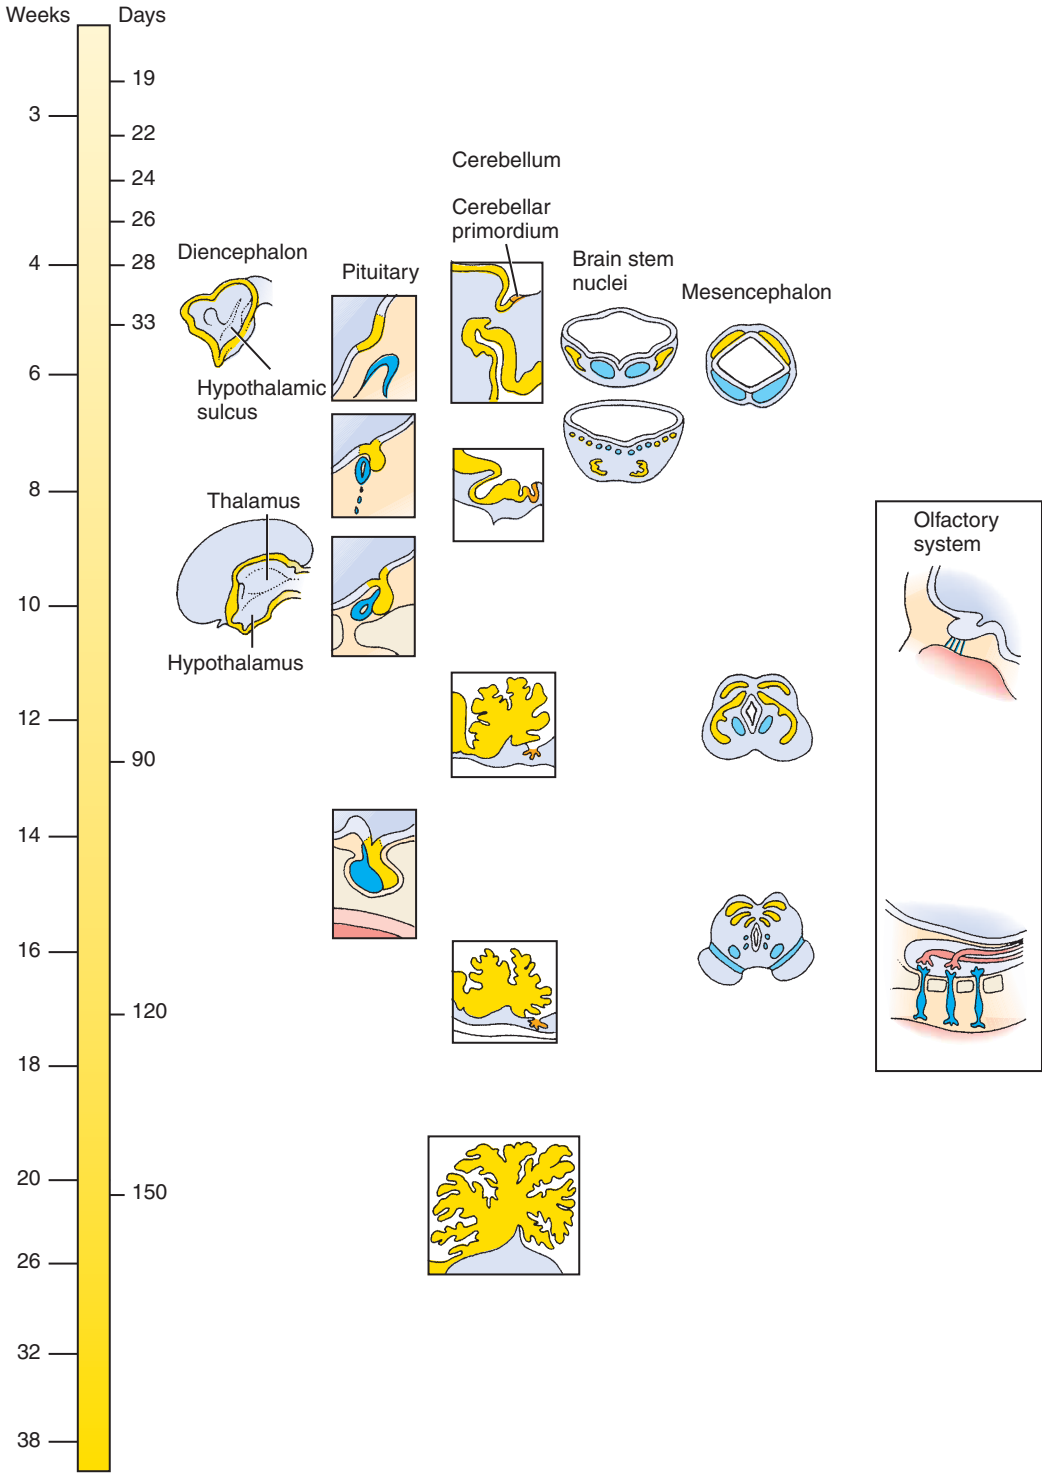 Weeks
Days
19
3
22
Cerebellum
24
Cerebellar
primordium
26
Diencephalon
4
28
Pituitary
Brain stem
nuclei
Mesencephalon
33
6
Hypothalamic
sulcus
8
Thalamus
Olfactory
system
10
Hypothalamus
12
90
14
16
120
18
20
150
26
32
38